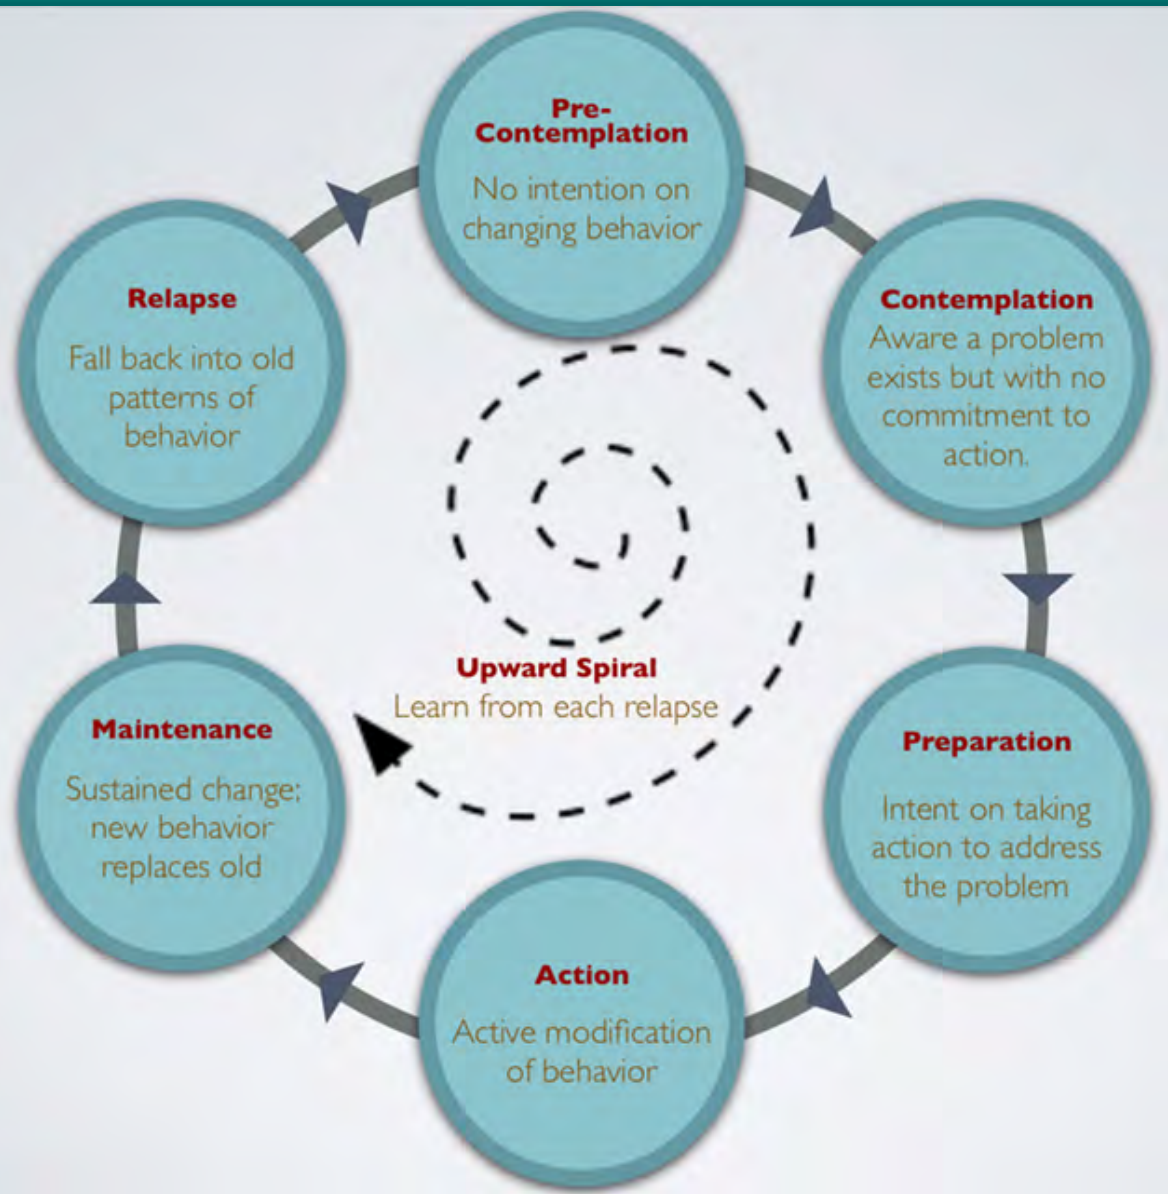 Pre-
Contemplation
No intention on
changing behavior
Contemplation
Aware a problem
exists but with no
commitment to
action.
Preparation
Intent on taking
action to address
the problem
Action
Active modification
of behavior
Maintenance
Sustained change;
new behavior
replaces old
Relapse
Fall back into old
patterns of
behavior
Upward Spiral
Learn from each relapse